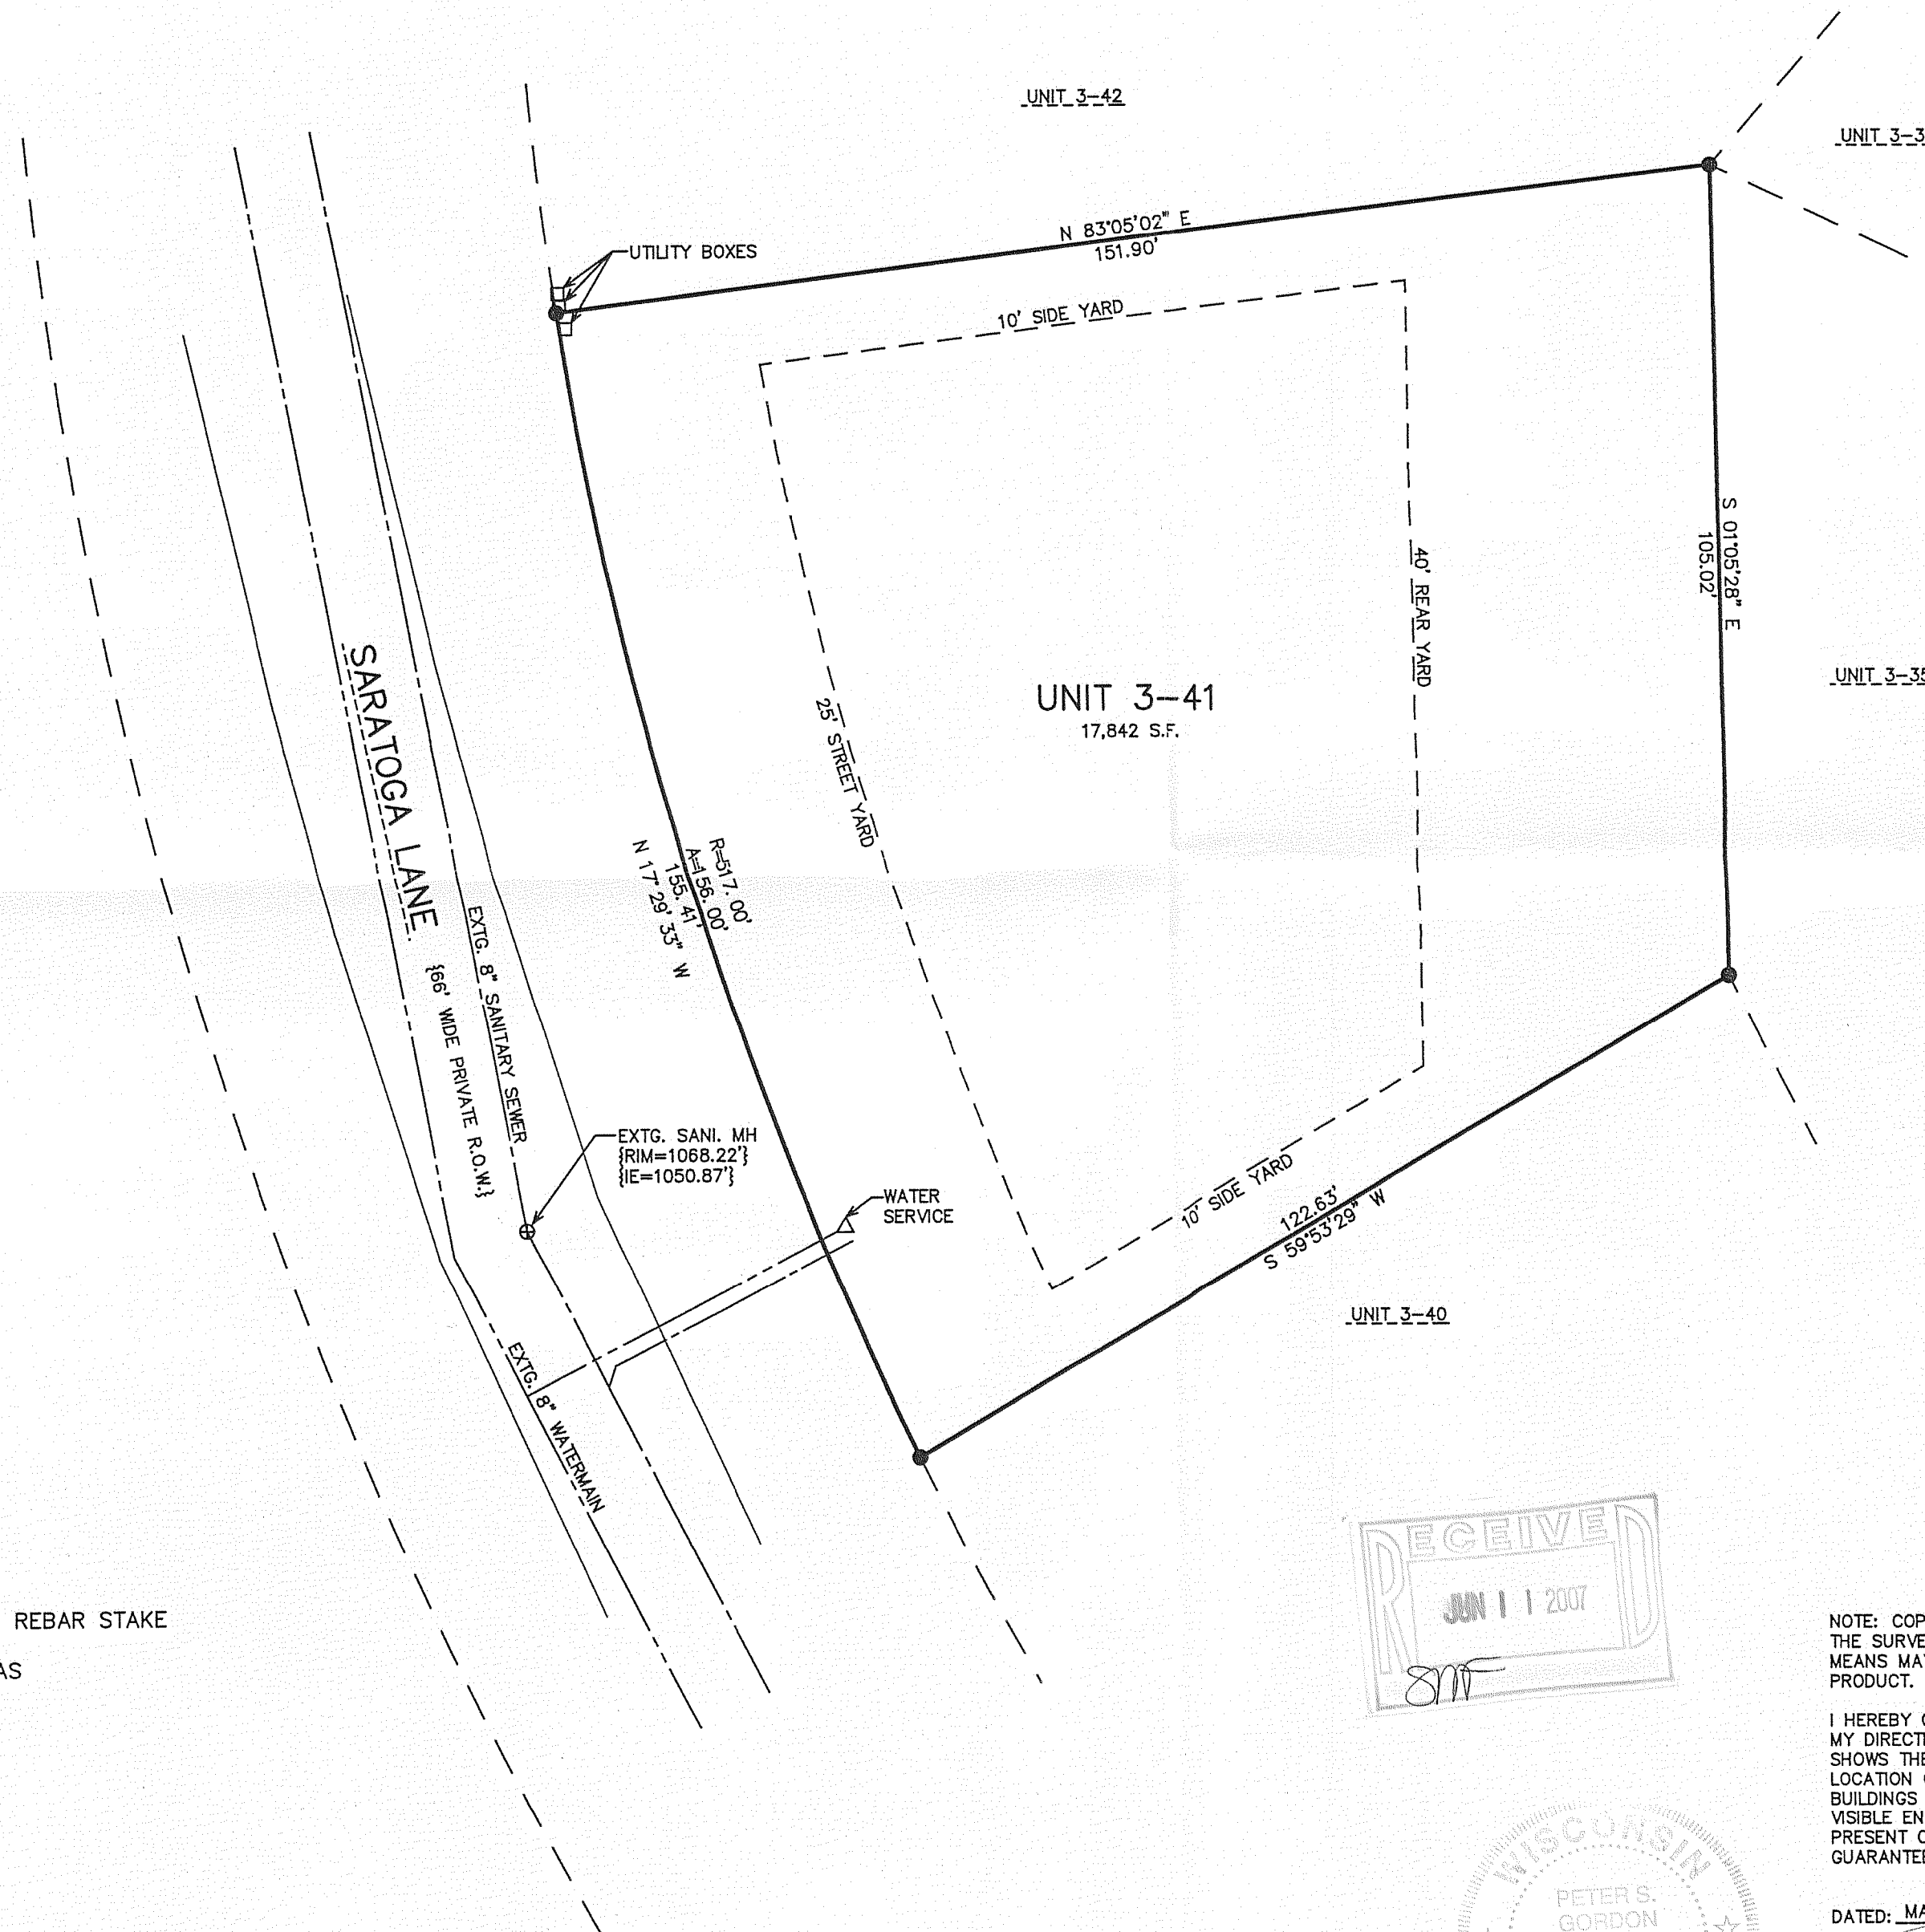 UNIT 3-42
UNIT 3-3
N 83°05'02" E
151.90'
UTILITY BOXES
10' SIDE YARD
S 01°05'28" E
105.02'
40' REAR YARD
UNIT 3-35
UNIT 3-41
17,842 S.F.
25' STREET YARD
SARATOGA LANE
{66' WIDE PRIVATE R.O.W.}
EXTG. 8" SANITARY SEWER
R=517.00'
A=156.00'
155.41'
N 17°29'33" W
EXTG. SANI. MH
{RIM=1068.22'}
{IE=1050.87'}
WATER
SERVICE
10' SIDE YARD
122.63'
S 59°53'29" W
UNIT 3-40
EXTG. 8" WATERMAIN
RECEIVED
JUN 11 2007
REBAR STAKE
AS
NOTE: COP
THE SURVE
MEANS MA
PRODUCT.
I HEREBY
MY DIRECT
SHOWS THE
LOCATION
BUILDINGS
VISIBLE EN
PRESENT
GUARANTEE
WISCONSIN
PETER S.
GORDON
DATED: MA